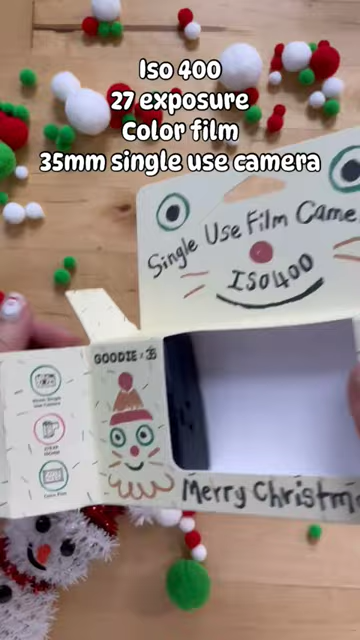 Iso 400
27 exposure
Color film
35mm single use camera
Single Use Film Came
ISO400
GOODIE
Merry Christm